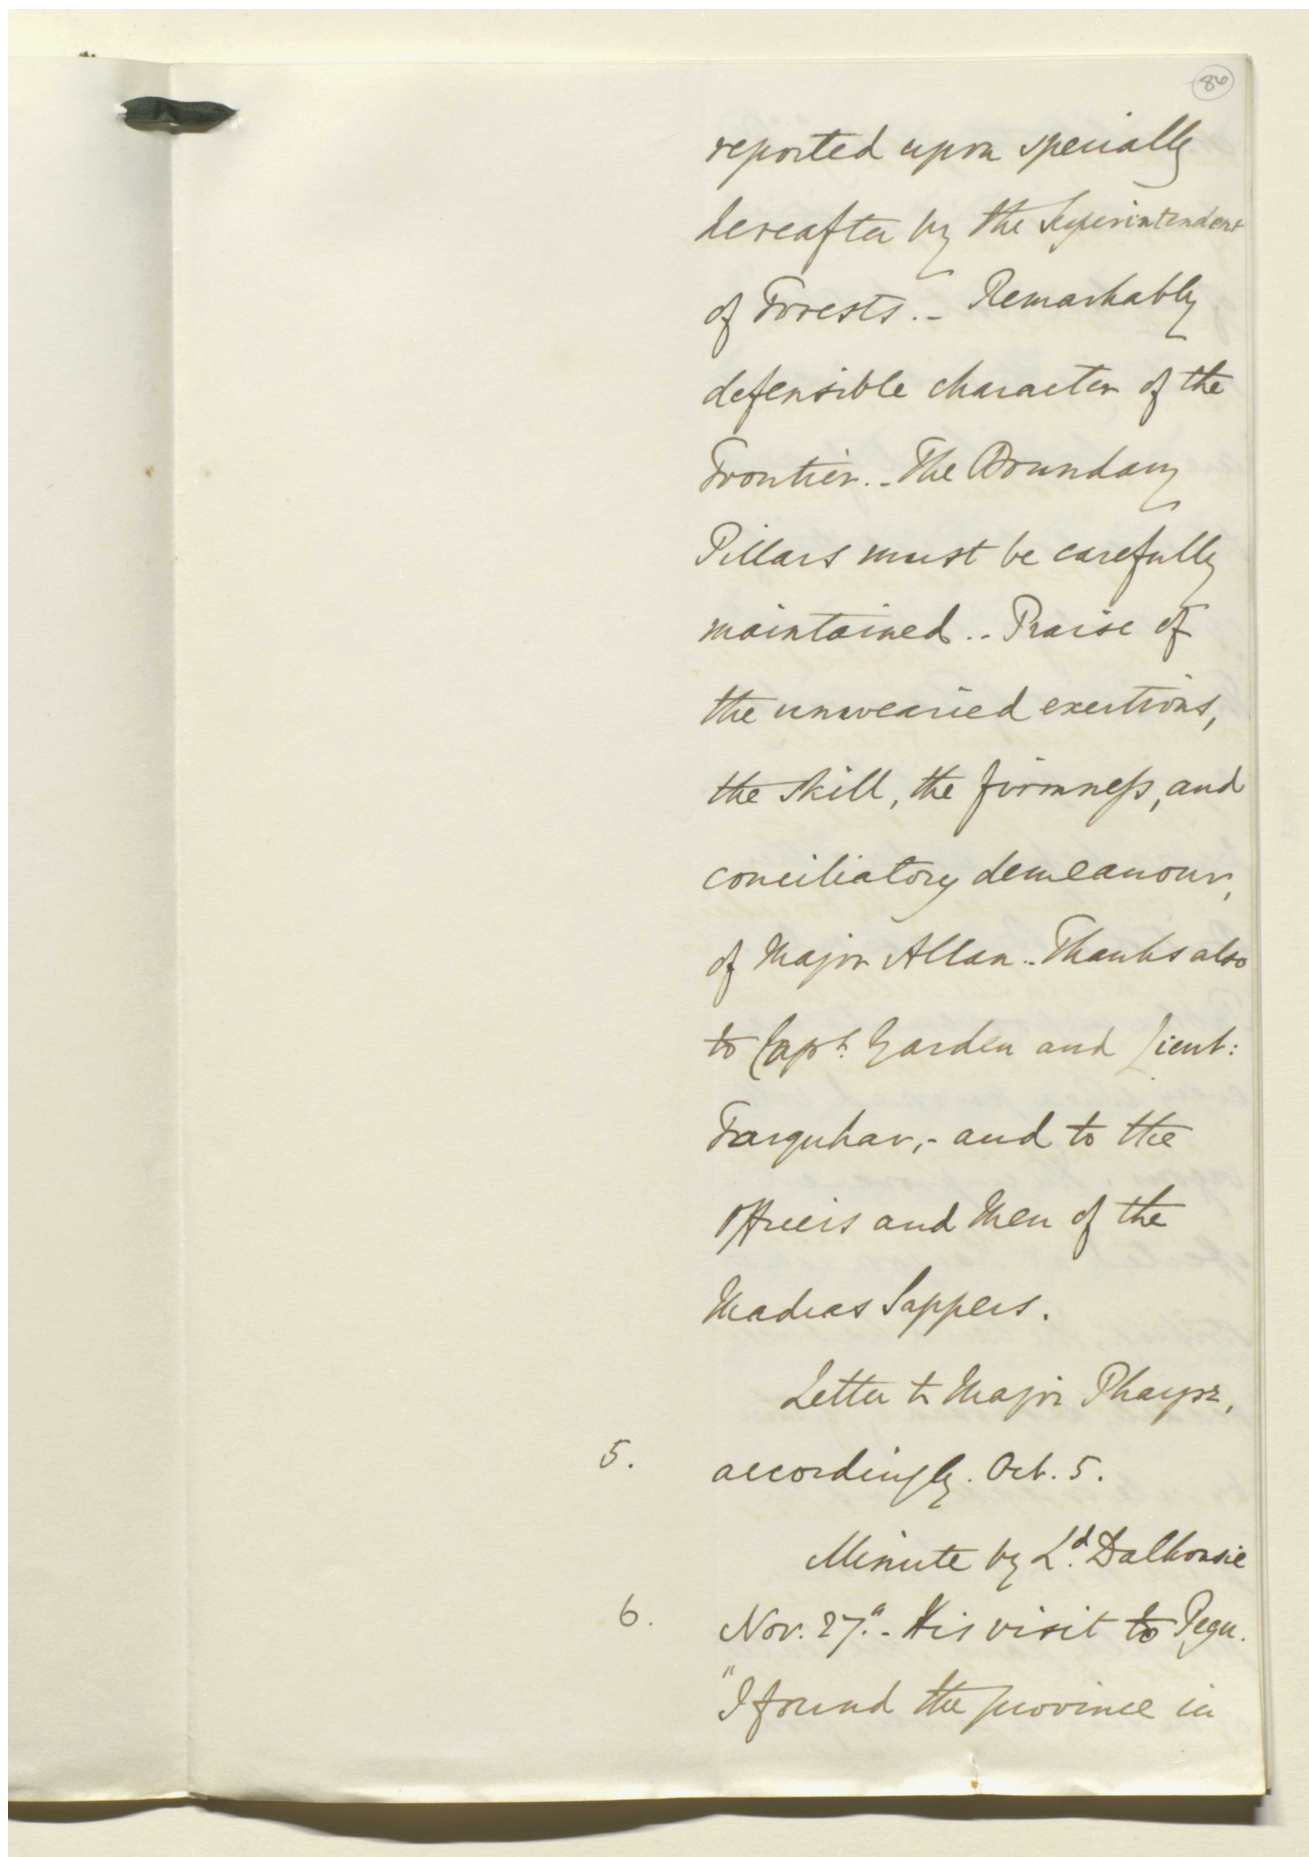 86
reported upon specially
hereafter by the Superintendent
of Forests.- Remarkably
defensible character of the
Frontier.- The Boundary
Pillars must be carefully
maintained.- Praise of
the unwearied exertions,
the skill, the firmness, and
conciliatory demeanour,
of Major Allan.- Thanks also
to Capt. Garden and Lieut:
Farquhar,- and to the
Officers and Men of the
Madras Sappers.
Letter to Major Phayre,
5. accordingly. Oct. 5.
Minute by Ld. Dalhousie
6. Nov. 27.- His visit to Pegu.
"I found the province in